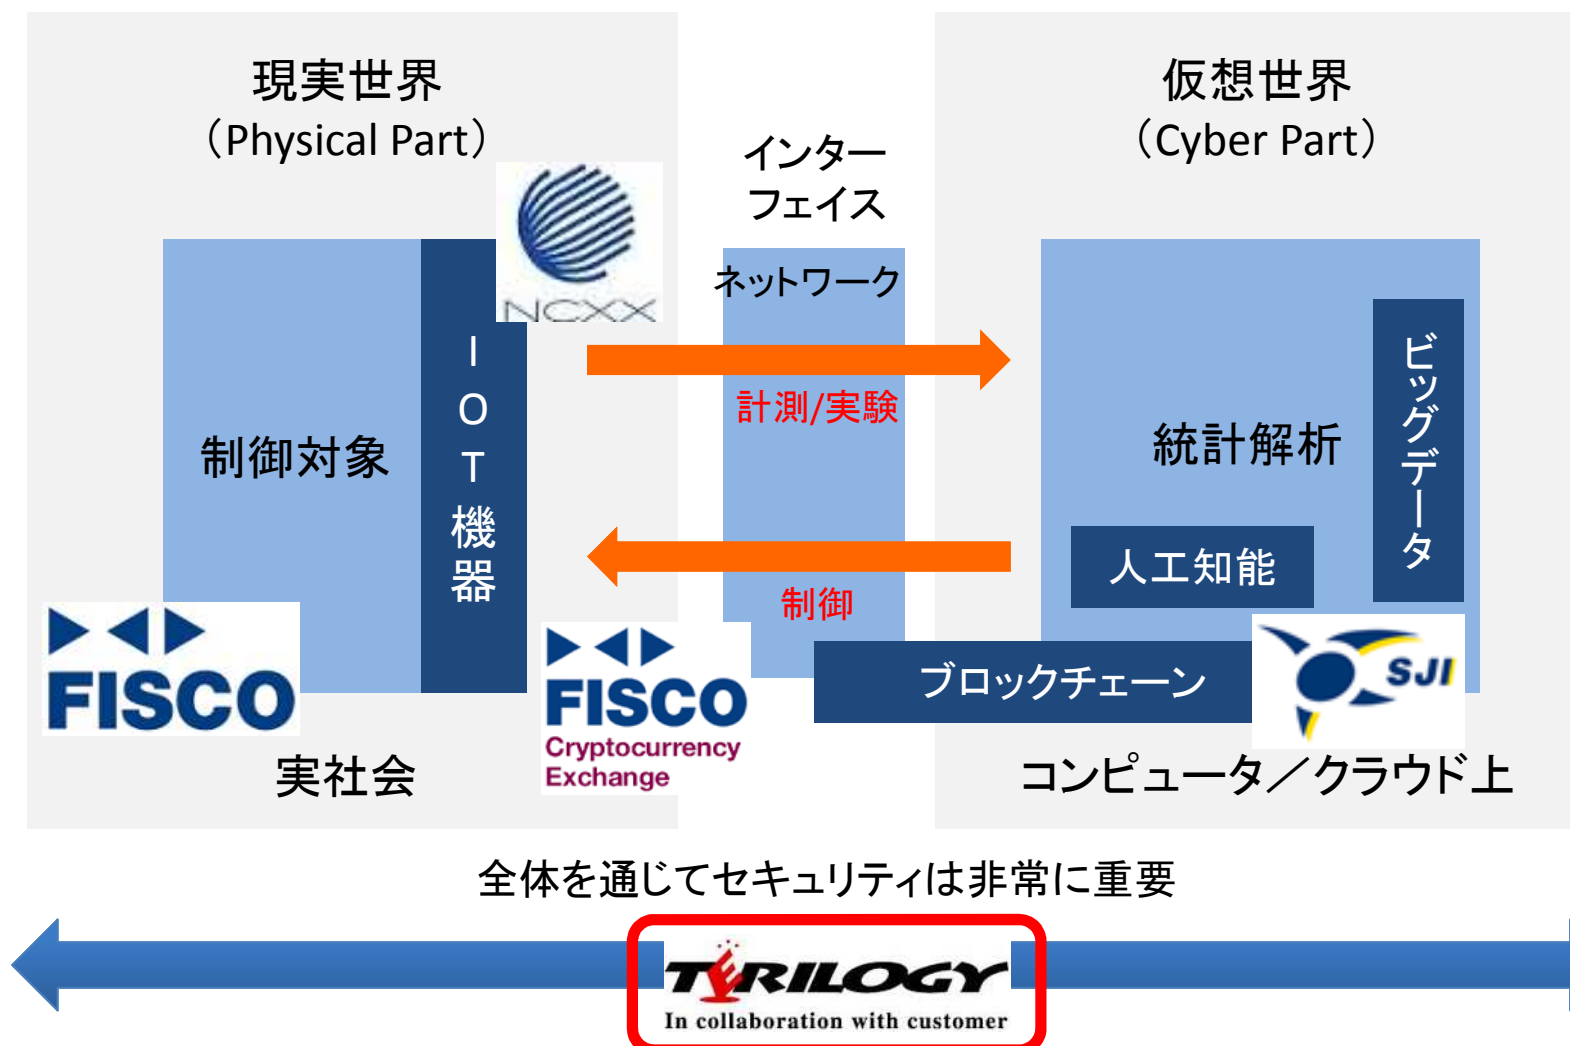 現実世界
（Physical Part）
NCXX
制御対象
IOT機器
FISCO
実社会
インター
フェイス
ネットワーク
計測/実験
制御
FISCO
Cryptocurrency
Exchange
仮想世界
（Cyber Part）
統計解析
ビッグデータ
人工知能
ブロックチェーン
SJI
コンピュータ／クラウド上
全体を通じてセキュリティは非常に重要
TERILOGY
In collaboration with customer